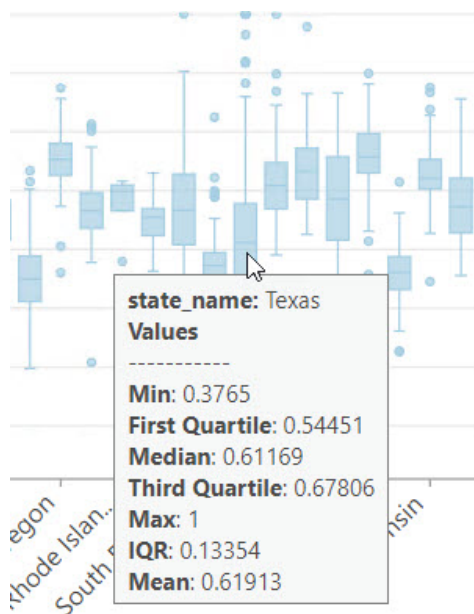 state_name: Texas
Values
-----------
Min: 0.3765
First Quartile: 0.54451
Median: 0.61169
Third Quartile: 0.67806
Max: 1
IQR: 0.13354
Mean: 0.61913
egon
Rhode Islan...
South
nsin